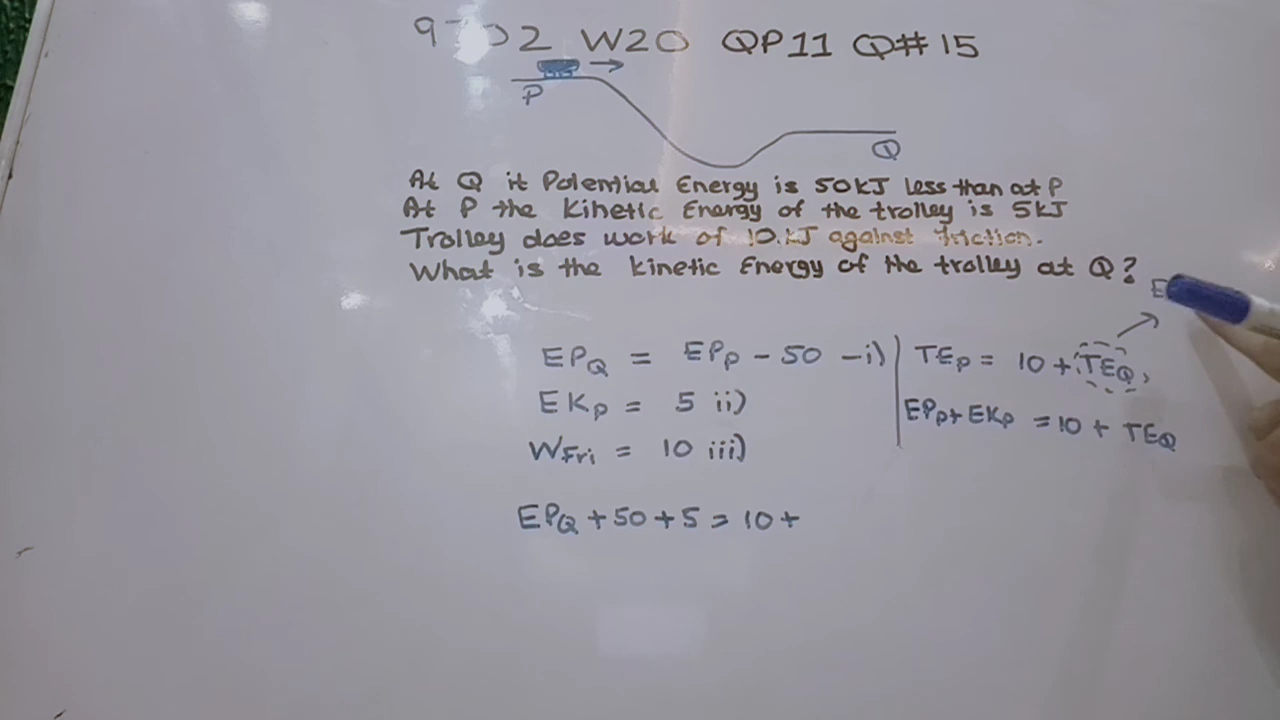 W20 QP11 Q#15
P
Q
At Q it Potential Energy is 50kJ less than at P
At P the kinetic Energy of the trolley is 5kJ
Trolley does work of 10.kJ against friction.
What is the kinetic Energy of the trolley at Q?
E
EPQ = EPp - 50 - i)
EKp = 5 ii)
WFri = 10 iii)
TEp = 10 + TEQ,
EPp + EKp = 10 + TEQ
EPQ + 50 + 5 = 10 +